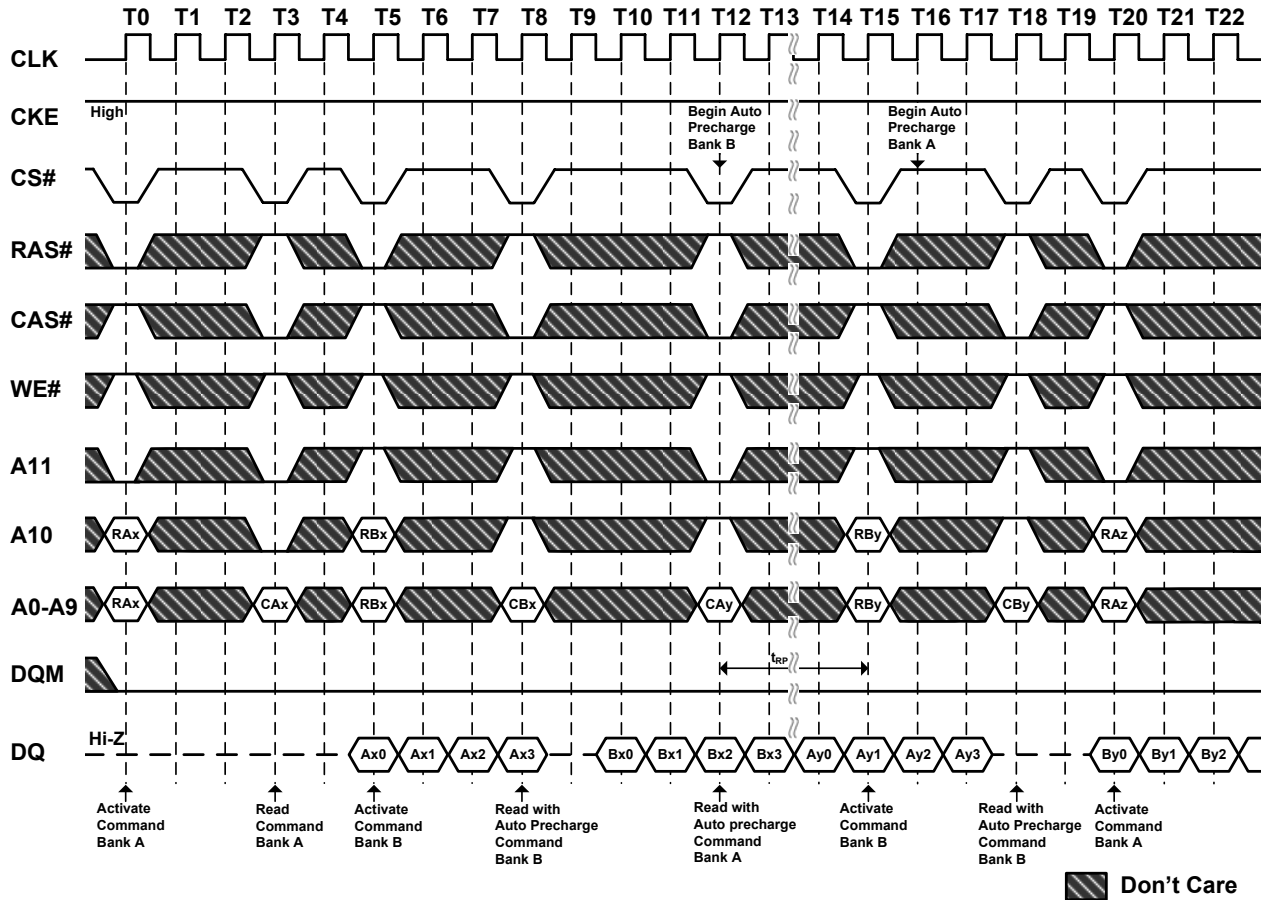 T0 T1 T2 T3 T4 T5 T6 T7 T8 T9 T10 T11 T12 T13 T14 T15 T16 T17 T18 T19 T20 T21 T22
CLK
CKE
High
Begin Auto
Precharge
Bank B
Begin Auto
Precharge
Bank A
CS#
RAS#
CAS#
WE#
A11
A10
RAx RBx RBy RAz
A0-A9
RAx CAx RBx CBx CAy RBy CBy RAz
DQM
tRP
DQ
Hi-Z
Ax0 Ax1 Ax2 Ax3 Bx0 Bx1 Bx2 Bx3 Ay0 Ay1 Ay2 Ay3 By0 By1 By2
Activate
Command
Bank A
Read
Command
Bank A
Activate
Command
Bank B
Read with
Auto Precharge
Command
Bank B
Read with
Auto precharge
Command
Bank A
Activate
Command
Bank B
Read with
Auto Precharge
Command
Bank B
Activate
Command
Bank A
Don't Care